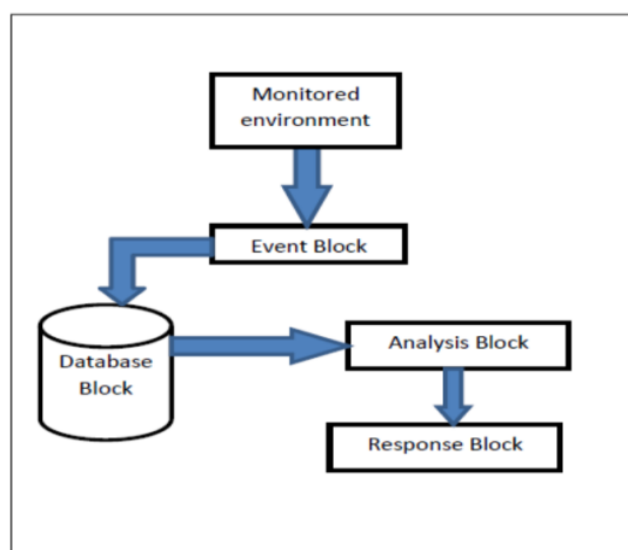 Monitored
environment
Event Block
Database
Block
Analysis Block
Response Block